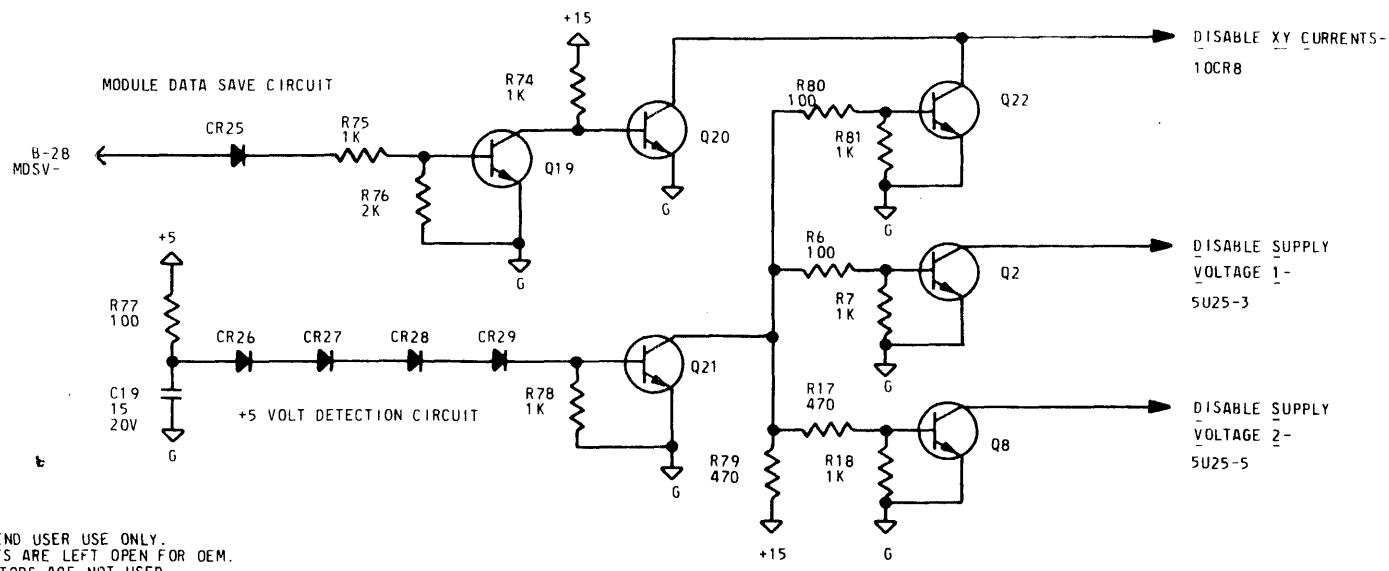 +15
DISABLE XY CURRENTS-
10CR8
MODULE DATA SAVE CIRCUIT
R74
1K
R80
100
Q22
CR25
R75
1K
Q20
R81
1K
B-28
MDSV-
Q19
R76
2K
G
G
+5
G
R6
100
DISABLE SUPPLY
VOLTAGE 1-
5U25-3
Q2
R77
100
R7
1K
CR26
CR27
CR28
CR29
Q21
G
C19
15
20V
R78
1K
+5 VOLT DETECTION CIRCUIT
R17
470
DISABLE SUPPLY
VOLTAGE 2-
5U25-5
Q8
G
R79
470
R18
1K
G
+15
G
END USER USE ONLY.
TS ARE LEFT OPEN FOR OEM.